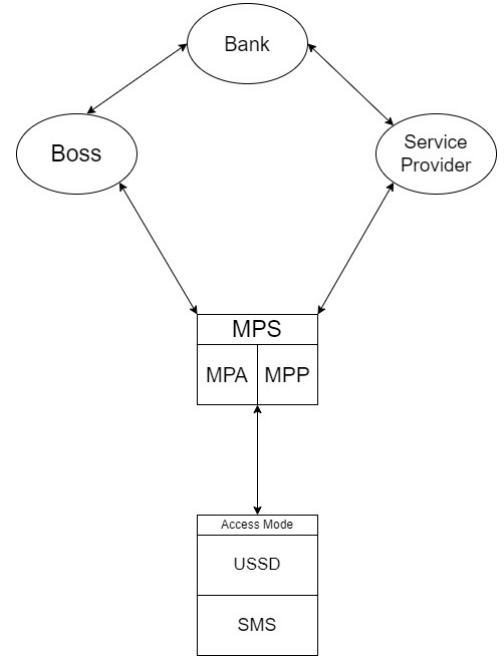 Bank
Boss
Service
Provider
MPS
MPA
MPP
Access Mode
USSD
SMS